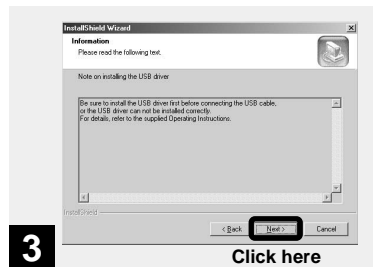 InstallShield Wizard
Information
Please read the following text.
Note on installing the USB driver
Be sure to install the USB driver first before connecting the USB cable,
or the USB driver can not be installed correctly.
For details, refer to the supplied Operating Instructions.
InstallShield
< Back Next > Cancel
3 Click here